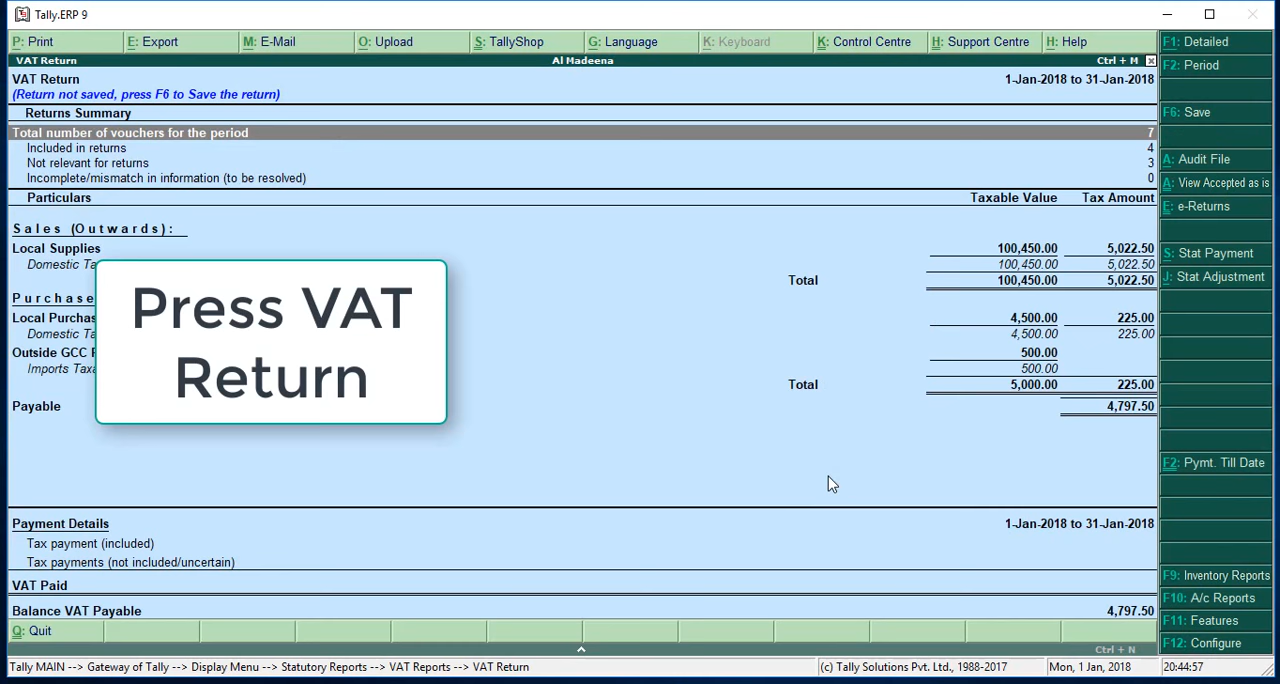 Tally.ERP 9
P: Print E: Export M: E-Mail O: Upload S: TallyShop G: Language K: Keyboard K: Control Centre H: Support Centre H: Help F1: Detailed
VAT Return Al Madeena Ctrl + M
F2: Period
VAT Return 1-Jan-2018 to 31-Jan-2018
(Return not saved, press F6 to Save the return)
Returns Summary F6: Save
Total number of vouchers for the period 7
Included in returns 4
Not relevant for returns 3
A: Audit File
Incomplete/mismatch in information (to be resolved) 0
A: View Accepted as is
Particulars Taxable Value Tax Amount
E: e-Returns
Sales (Outwards):
Local Supplies 100,450.00 5,022.50
S: Stat Payment
Domestic Ta 100,450.00 5,022.50
Total 100,450.00 5,022.50
J: Stat Adjustment
Purchase
Local Purchas 4,500.00 225.00
Domestic Ta 4,500.00 225.00
Outside GCC 500.00
Imports Taxa 500.00
Total 5,000.00 225.00
Payable 4,797.50
Press VAT
Return
F2: Pymt. Till Date
Payment Details 1-Jan-2018 to 31-Jan-2018
Tax payment (included)
Tax payments (not included/uncertain)
F9: Inventory Reports
VAT Paid
F10: A/c Reports
Balance VAT Payable 4,797.50
F11: Features
Q: Quit
F12: Configure
Ctrl + N
Tally MAIN --> Gateway of Tally --> Display Menu --> Statutory Reports --> VAT Reports --> VAT Return (c) Tally Solutions Pvt. Ltd., 1988-2017 Mon, 1 Jan, 2018 20:44:57